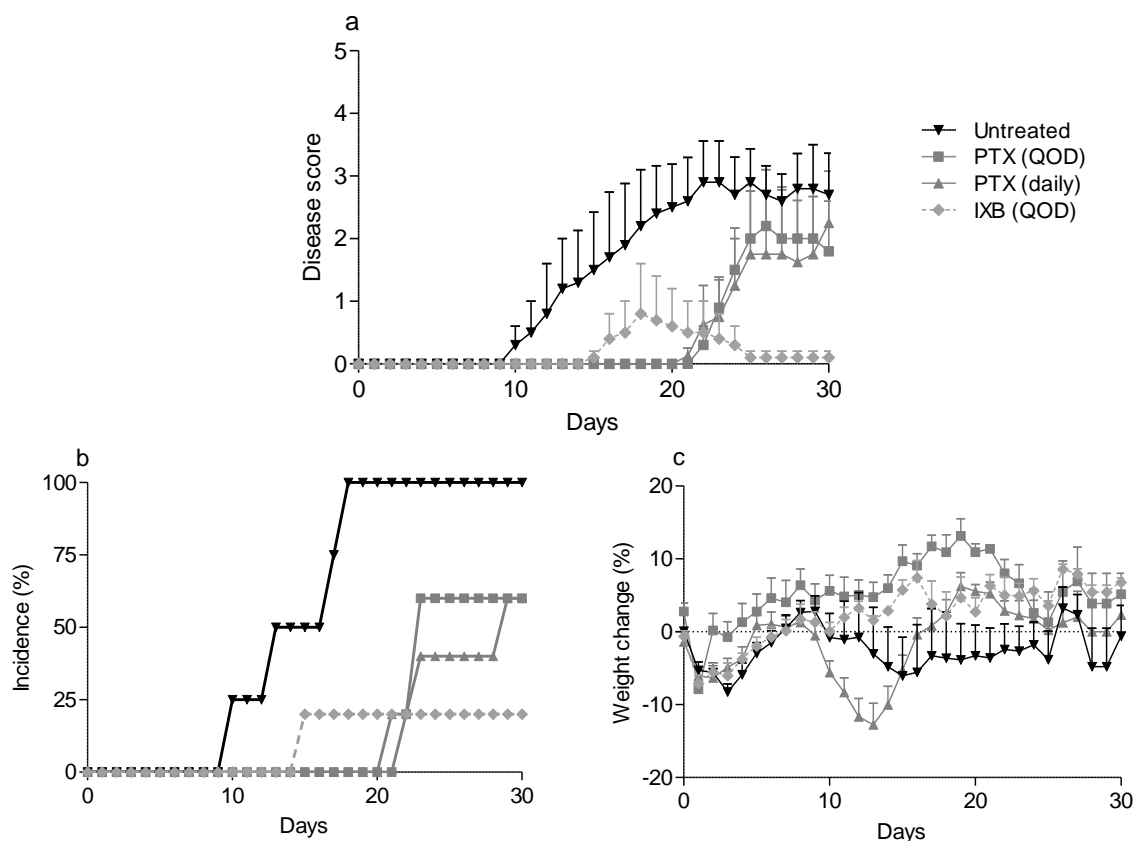 a
5
4
3
2
1
0
Disease score
0 10 20 30
Days
Untreated
PTX (QOD)
PTX (daily)
IXB (QOD)
b
100
75
50
25
0
Incidence (%)
0 10 20 30
Days
c
20
10
0
-10
-20
Weight change (%)
0 10 20 30
Days